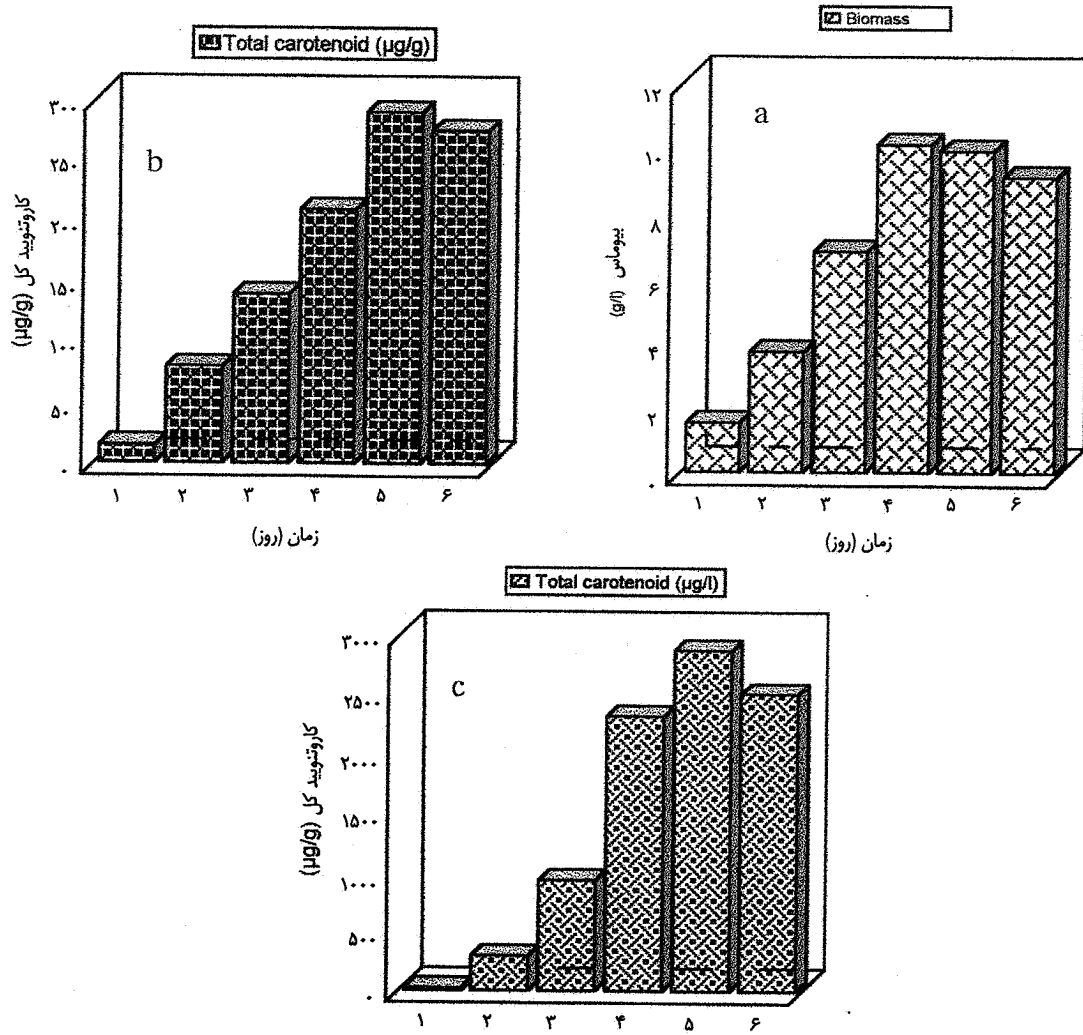 Total carotenoid (µg/g)
b
کاروتنویید کل (µg/g)
۳۰۰
۲۵۰
۲۰۰
۱۵۰
۱۰۰
۵۰
۰
۱ ۲ ۳ ۴ ۵ ۶
زمان (روز)
Biomass
a
بیوماس (g/l)
۱۲
۱۰
۸
۶
۴
۲
۰
۱ ۲ ۳ ۴ ۵ ۶
زمان (روز)
Total carotenoid (µg/l)
c
کاروتنویید کل (µg/g)
۳۰۰۰
۲۵۰۰
۲۰۰۰
۱۵۰۰
۱۰۰۰
۵۰۰
۰
۱ ۲ ۳ ۴ ۵ ۶